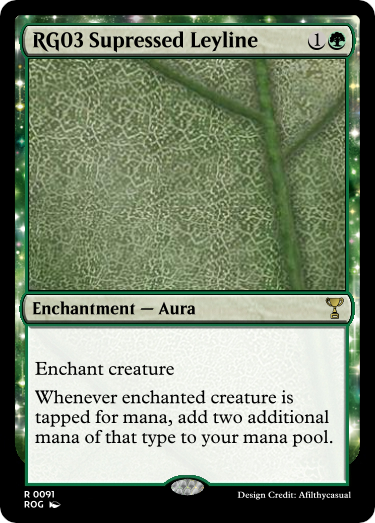 RG03 Supressed Leyline 1
Enchantment — Aura
Enchant creature
Whenever enchanted creature is
tapped for mana, add two additional
mana of that type to your mana pool.
R 0091
ROG
Design Credit: Afilthycasual